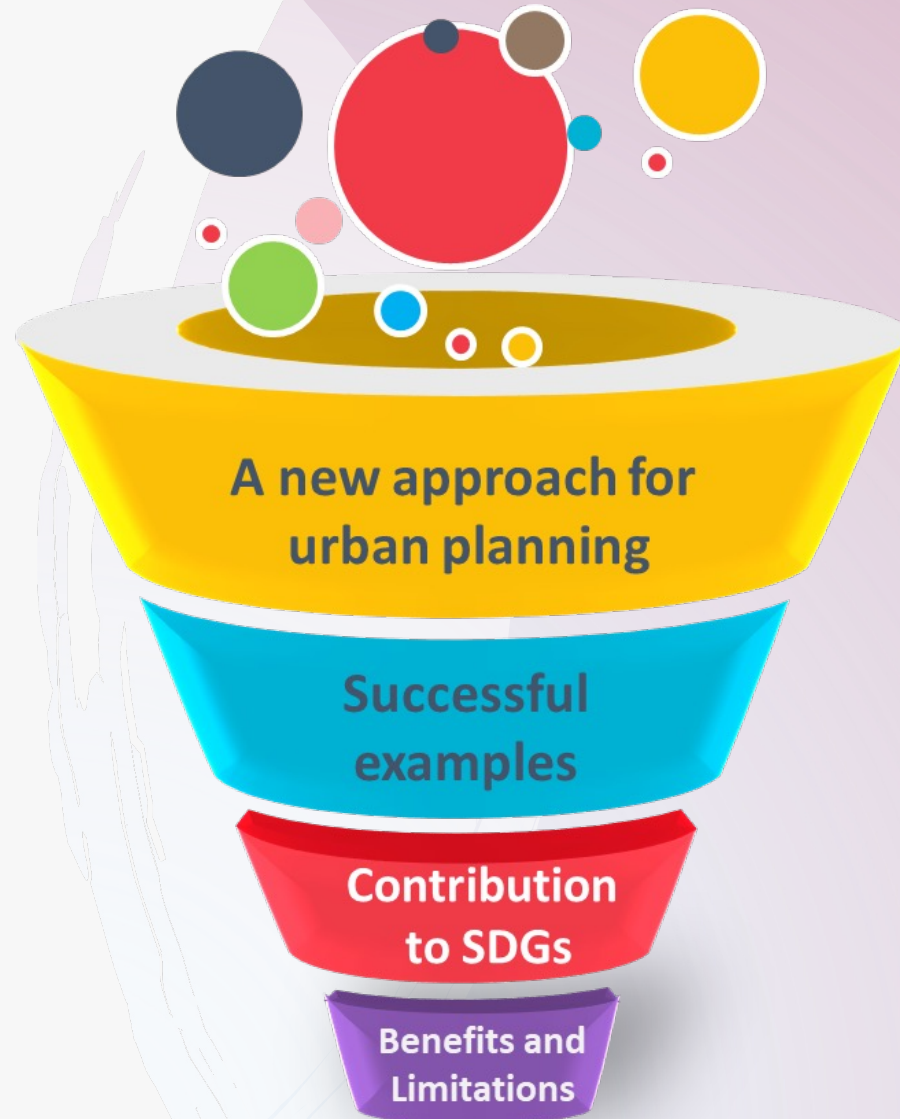 A new approach for
urban planning
Successful
examples
Contribution
to SDGs
Benefits and
Limitations